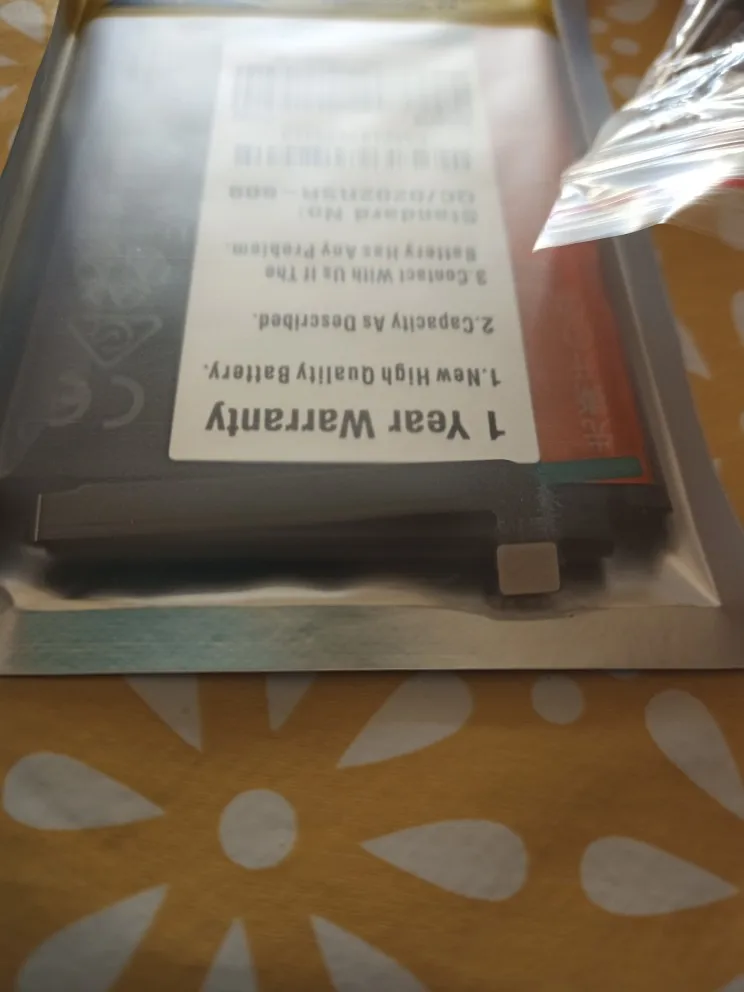 1 Year Warranty
1.New High Quality Battery.
2.Capacity As Described.
3.Contact With Us If The
Battery Has Any Problem.
Standard No:
CE